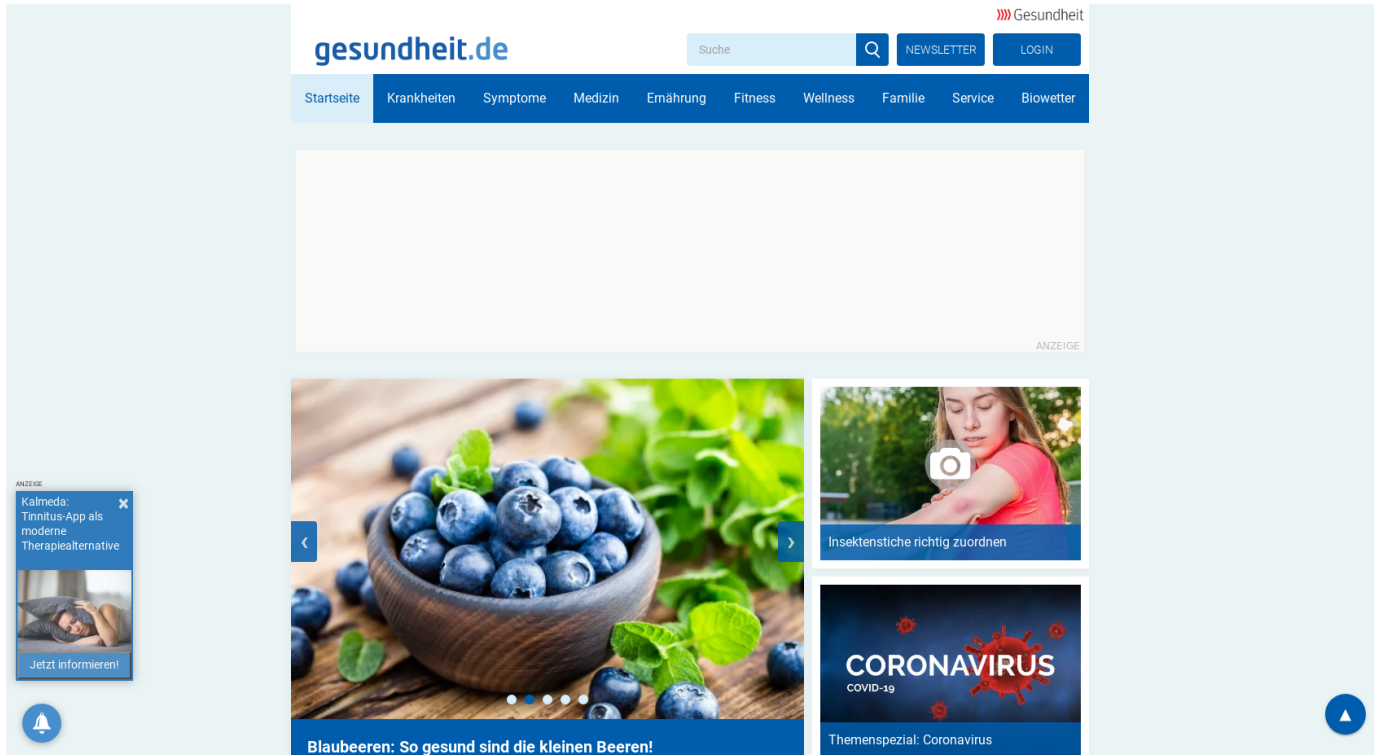 Gesundheit
gesundheit.de
Suche
NEWSLETTER
LOGIN
Startseite
Krankheiten
Symptome
Medizin
Ernährung
Fitness
Wellness
Familie
Service
Biowetter
ANZEIGE
Insektenstiche richtig zuordnen
ANZEIGE
Kalmeda:
Tinnitus-App als
moderne
Therapiealternative
Jetzt informieren!
CORONAVIRUS
COVID-19
Themenspezial: Coronavirus
Blaubeeren: So gesund sind die kleinen Beeren!